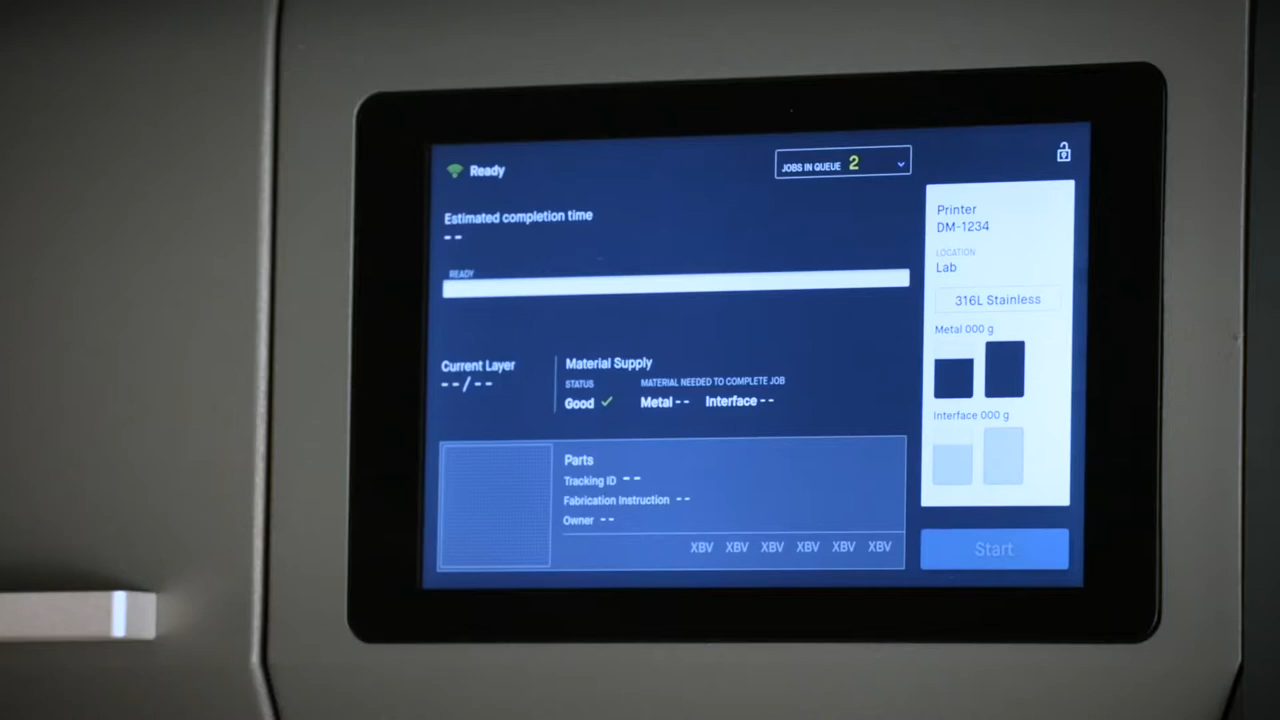 Ready
JOBS IN QUEUE 2
Estimated completion time
--
READY
Current Layer
--/--
Material Supply
STATUS
Good
MATERIAL NEEDED TO COMPLETE JOB
Metal -- Interface --
Parts
Tracking ID --
Fabrication Instruction --
Owner --
XBV XBV XBV XBV XBV XBV
Printer
DM-1234
LOCATION
Lab
316L Stainless
Metal 000 g
Interface 000 g
Start